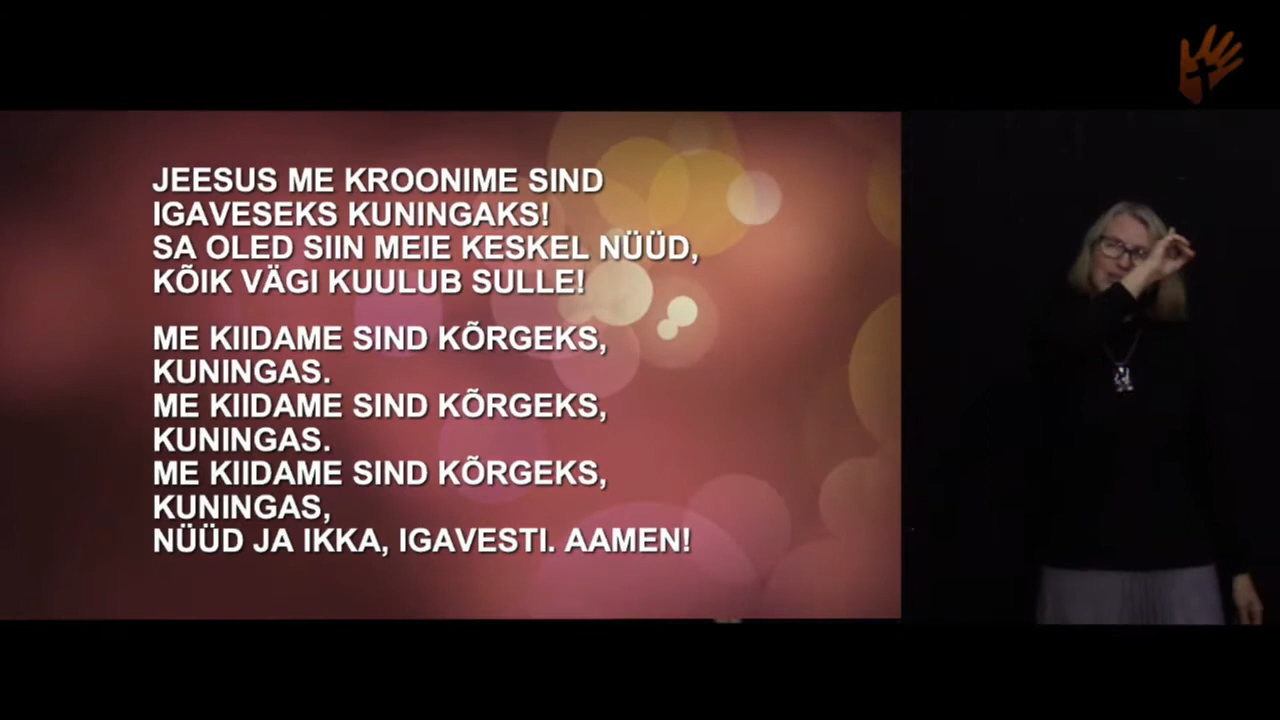 JEESUS ME KROONIME SIND
IGAVESEKS KUNINGAKS!
SA OLED SIIN MEIE KESKEL NÜÜD,
KÕIK VÄGI KUULUB SULLE!
ME KIIDAME SIND KÕRGEKS,
KUNINGAS.
ME KIIDAME SIND KÕRGEKS,
KUNINGAS.
ME KIIDAME SIND KÕRGEKS,
KUNINGAS,
NÜÜD JA IKKA, IGAVESTI. AAMEN!